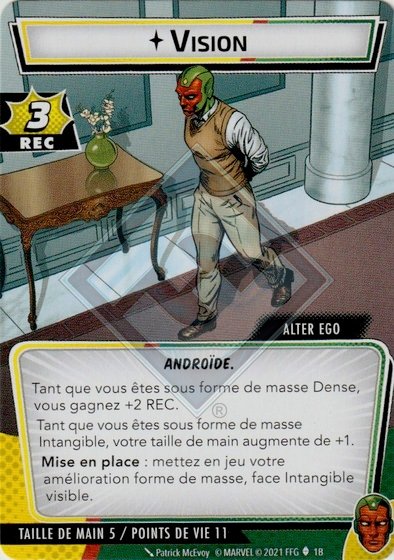 Vision
3
REC
ALTER EGO
ANDROÏDE.
Tant que vous êtes sous forme de masse Dense,
vous gagnez +2 REC.
Tant que vous êtes sous forme de masse
Intangible, votre taille de main augmente de +1.
Mise en place : mettez en jeu votre
amélioration forme de masse, face Intangible
visible.
®
TAILLE DE MAIN 5 / POINTS DE VIE 11
Patrick McEvoy © MARVEL © 2021 FFG 18